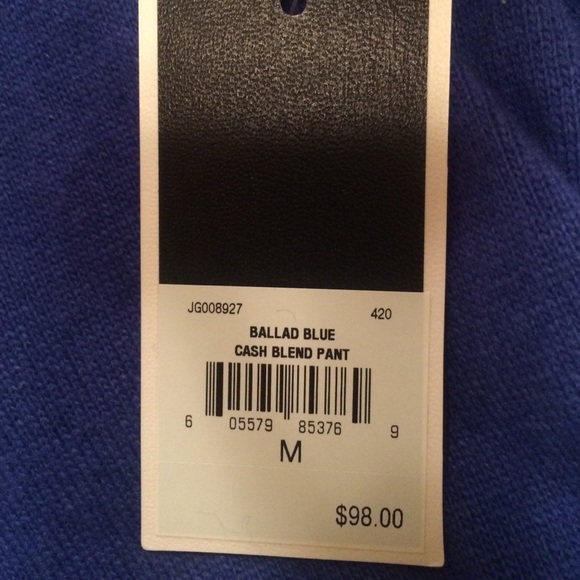 JG008927 420
BALLAD BLUE
CASH BLEND PANT
6 05579 85376 9
M
$98.00